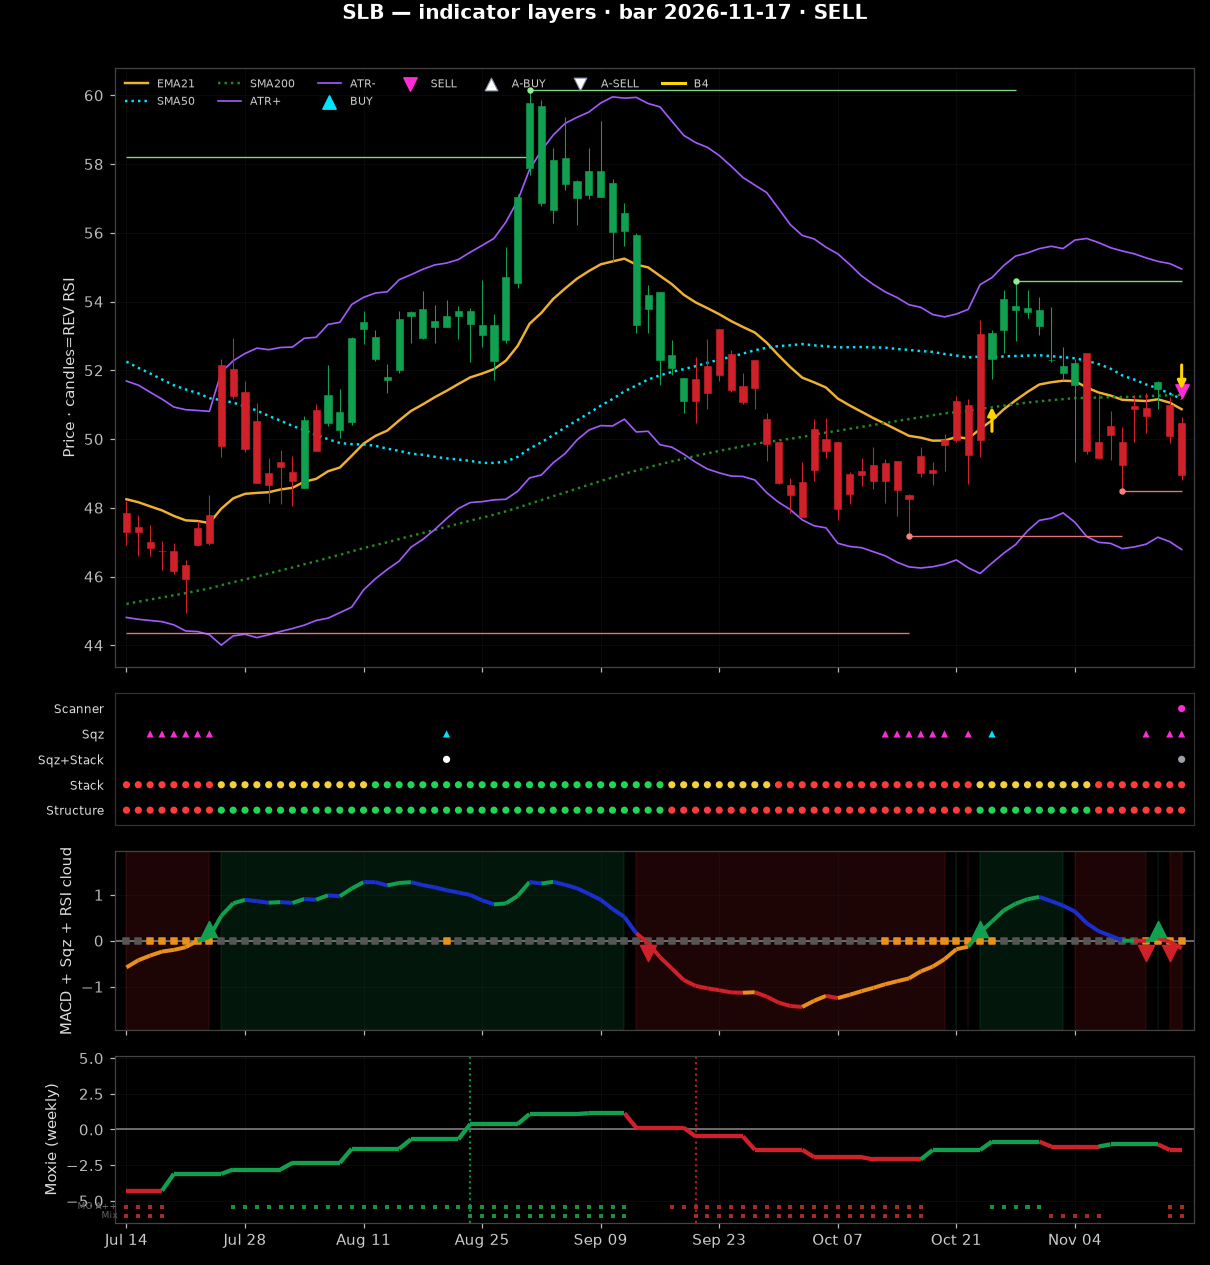 SLB — indicator layers · bar 2026-11-17 · SELL
EMA21 SMA200 ATR- SELL A-BUY A-SELL B4
SMA50 ATR+ BUY
Price · candles=REV RSI
60
58
56
54
52
50
48
46
44
Scanner
Sqz
Sqz+Stack
Stack
Structure
MACD + Sqz + RSI cloud
1
0
−1
Moxie (weekly)
5.0
2.5
0.0
−2.5
−5.0
Mix
Jul 14 Jul 28 Aug 11 Aug 25 Sep 09 Sep 23 Oct 07 Oct 21 Nov 04